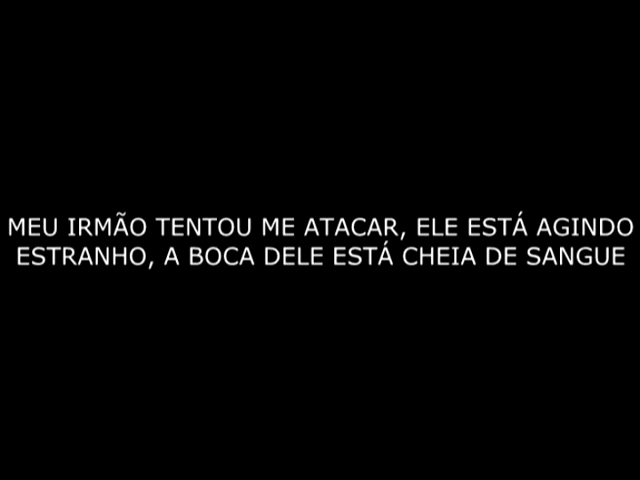 MEU IRMÃO TENTOU ME ATACAR, ELE ESTÁ AGINDO
ESTRANHO, A BOCA DELE ESTÁ CHEIA DE SANGUE